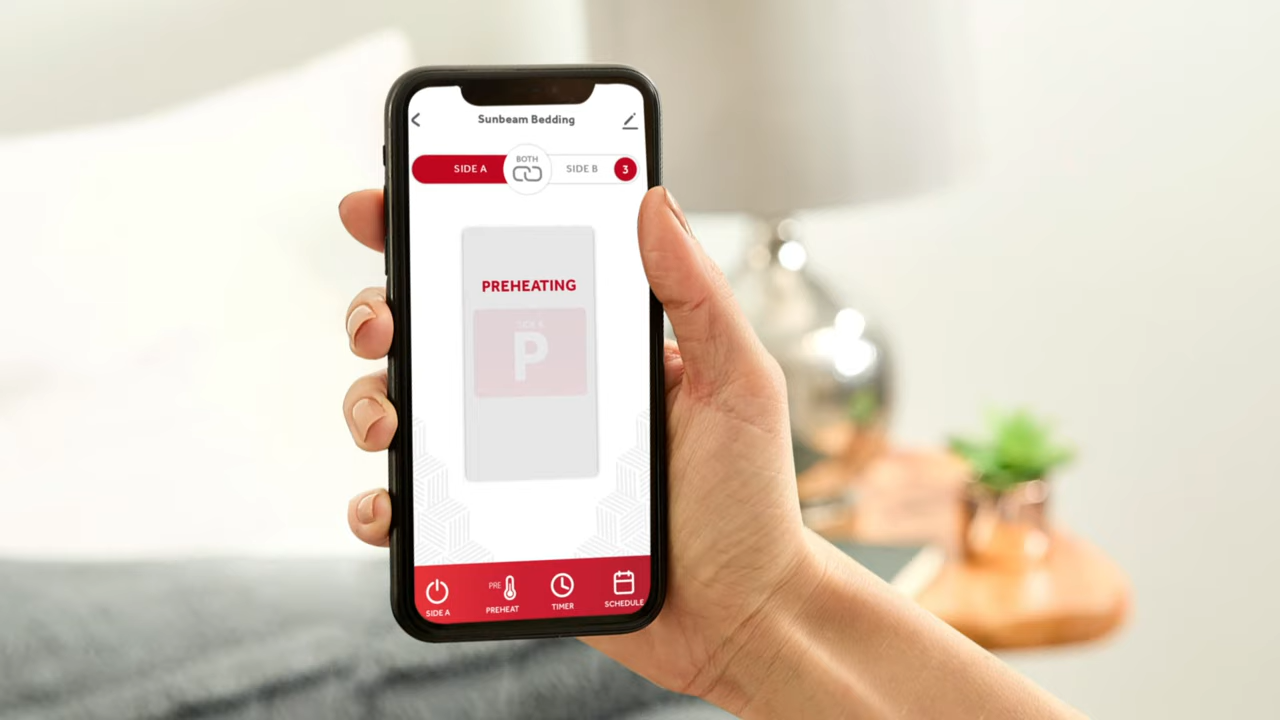 Sunbeam Bedding
SIDE A
BOTH
SIDE B
3
PREHEATING
P
SIDE A
PRE
PREHEAT
TIMER
SCHEDULE